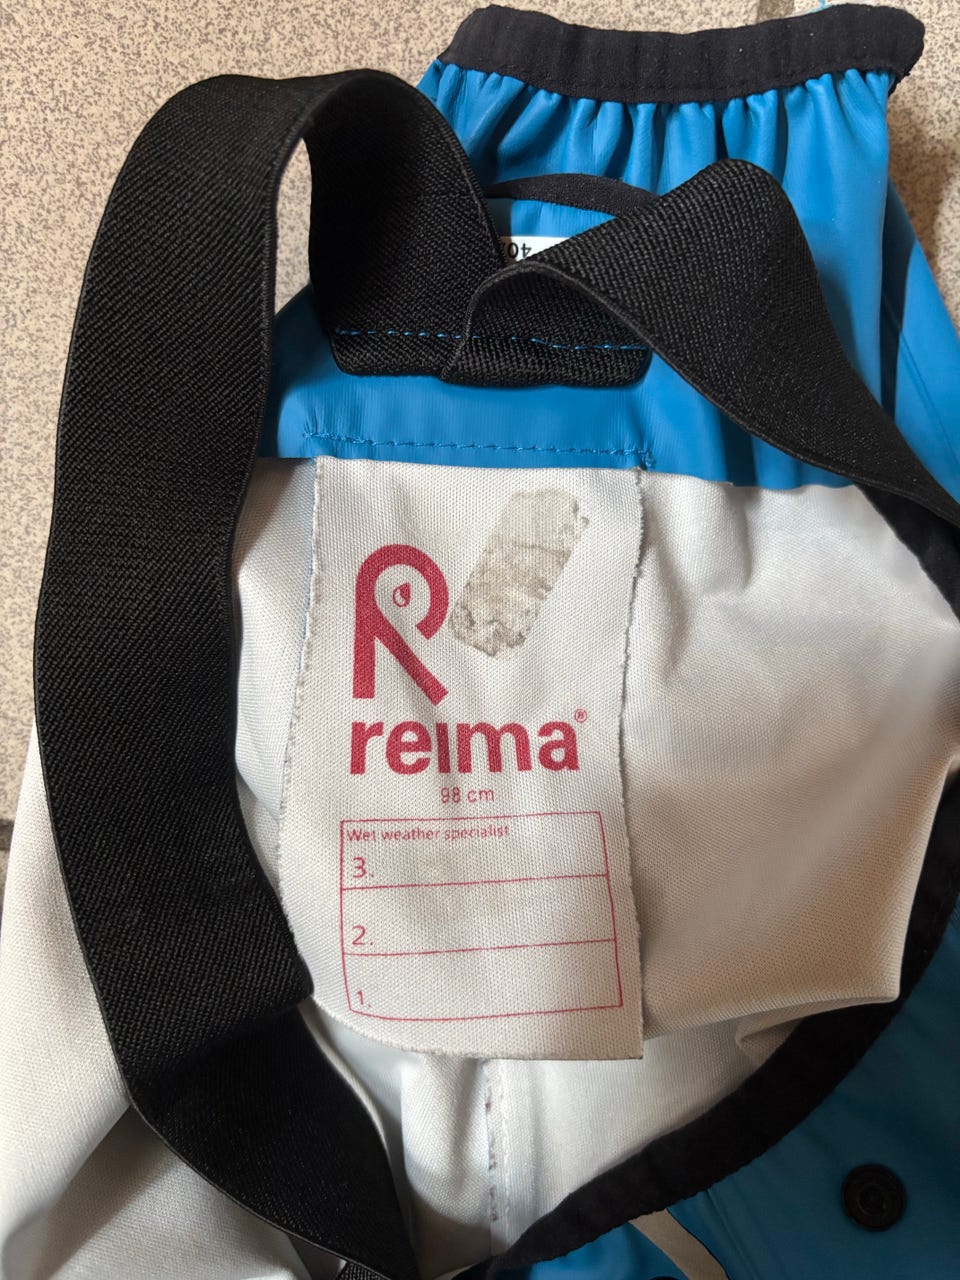 reima®
98 cm
Wet weather specialist
3.
2.
1.